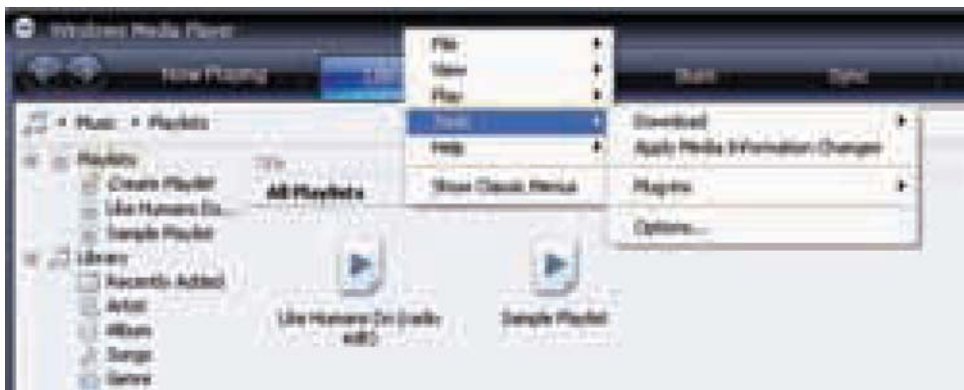 Windows Media Player
Now Playing
Burn
Sync
File
View
Play
Tools
Help
Show Classic Menus
Download
Apply Media Information Changes
Plug-ins
Options...
Music
Playlists
Playlists
Create Playlist
Like Humans Do...
Sample Playlist
Library
Recently Added
Artist
Album
Songs
Genre
Title
All Playlists
Like Humans Do (radio
edit)
Sample Playlist